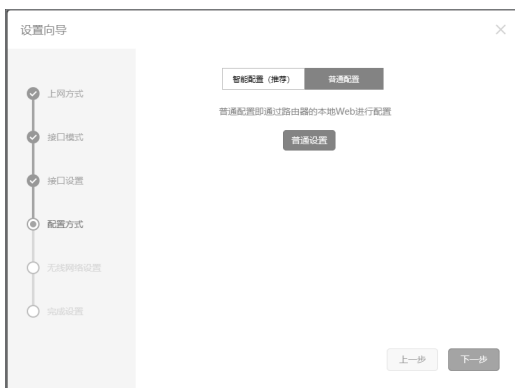 设置向导
上网方式
接口模式
接口设置
配置方式
无线网络设置
完成设置
智能配置（推荐） 普通配置
普通配置即通过路由器的本地Web进行配置
普通设置
上一步 下一步